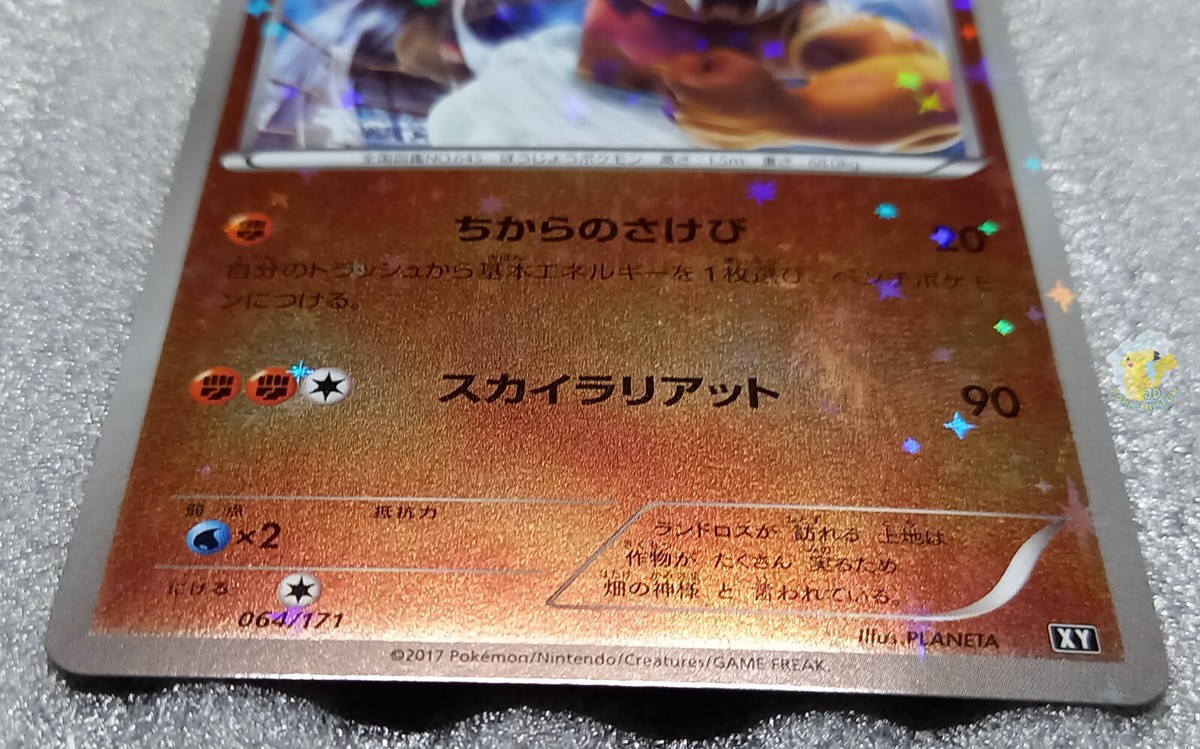 全国図鑑NO.645 ほうじょうポケモン 高さ:1.5m 重さ:68.0kg
ちからのさけび 20
自分のトラッシュから基本エネルギーを1枚選び、ベンチポケモ
ンにつける。
スカイラリアット 90
弱点 抵抗力
×2
にげる
ランドロスが 訪れる 土地は
作物が たくさん 実るため
畑の神様 と 言われている。
064/171
Illus. PLANETA
XY
©2017 Pokémon/Nintendo/Creatures/GAME FREAK.
JD